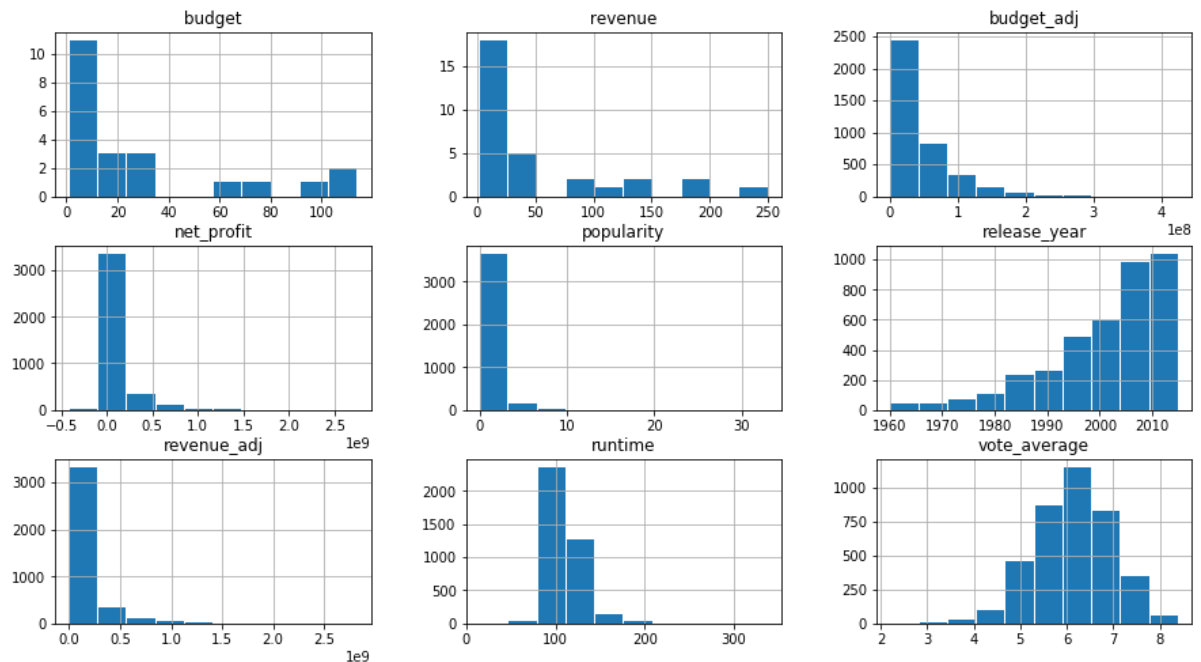 budget
revenue
budget_adj
10
8
6
4
2
0
0 20 40 60 80 100
15
10
5
0
0 50 100 150 200 250
2500
2000
1500
1000
500
0
0 1 2 3 4
1e8
net_profit
popularity
release_year
3000
2000
1000
0
−0.5 0.0 0.5 1.0 1.5 2.0 2.5
1e9
3000
2000
1000
0
0 10 20 30
1000
800
600
400
200
0
1960 1970 1980 1990 2000 2010
revenue_adj
runtime
vote_average
3000
2000
1000
0
0.0 0.5 1.0 1.5 2.0 2.5
1e9
2000
1500
1000
500
0
0 100 200 300
1000
750
500
250
0
2 3 4 5 6 7 8